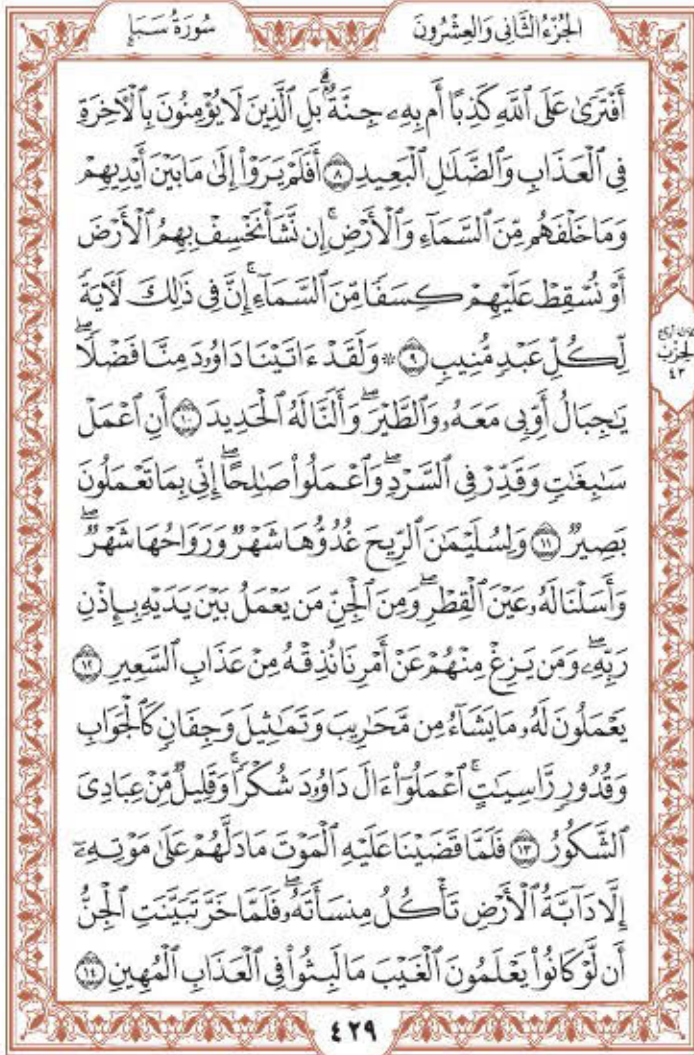 الجُزْءُ الثَّانِي وَالعِشْرُونَ
سُورَةُ سَبَإٍ
أَفْتَرَىٰ عَلَى ٱللَّهِ كَذِبًا أَم بِهِۦ جِنَّةٌۢ ۗ بَلِ ٱلَّذِينَ لَا يُؤْمِنُونَ بِٱلْءَاخِرَةِ
فِى ٱلْعَذَابِ وَٱلضَّلَٰلِ ٱلْبَعِيدِ ٨ أَفَلَمْ يَرَوْا۟ إِلَىٰ مَا بَيْنَ أَيْدِيهِمْ
وَمَا خَلْفَهُم مِّنَ ٱلسَّمَآءِ وَٱلْأَرْضِ ۚ إِن نَّشَأْ نَخْسِفْ بِهِمُ ٱلْأَرْضَ
أَوْ نُسْقِطْ عَلَيْهِمْ كِسَفًا مِّنَ ٱلسَّمَآءِ ۚ إِنَّ فِى ذَٰلِكَ لَءَايَةً
لِّكُلِّ عَبْدٍ مُّنِيبٍ ٩ ۞ وَلَقَدْ ءَاتَيْنَا دَاوُۥدَ مِنَّا فَضْلًا ۖ
يَٰجِبَالُ أَوِّبِى مَعَهُۥ وَٱلطَّيْرَ ۖ وَأَلَنَّا لَهُ ٱلْحَدِيدَ ١٠ أَنِ ٱعْمَلْ
سَٰبِغَٰتٍ وَقَدِّرْ فِى ٱلسَّرْدِ ۖ وَٱعْمَلُوا۟ صَٰلِحًا ۖ إِنِّى بِمَا تَعْمَلُونَ
بَصِيرٌ ١١ وَلِسُلَيْمَٰنَ ٱلرِّيحَ غُدُوُّهَا شَهْرٌ وَرَوَاحُهَا شَهْرٌ ۖ
وَأَسَلْنَا لَهُۥ عَيْنَ ٱلْقِطْرِ ۖ وَمِنَ ٱلْجِنِّ مَن يَعْمَلُ بَيْنَ يَدَيْهِ بِإِذْنِ
رَبِّهِۦ ۖ وَمَن يَزِغْ مِنْهُمْ عَنْ أَمْرِنَا نُذِقْهُ مِنْ عَذَابِ ٱلسَّعِيرِ ١٢
يَعْمَلُونَ لَهُۥ مَا يَشَآءُ مِن مَّحَٰرِيبَ وَتَمَٰثِيلَ وَجِفَانٍ كَٱلْجَوَابِ
وَقُدُورٍ رَّاسِيَٰتٍ ۚ ٱعْمَلُوٓا۟ ءَالَ دَاوُۥدَ شُكْرًا ۚ وَقَلِيلٌ مِّنْ عِبَادِىَ
ٱلشَّكُورُ ١٣ فَلَمَّا قَضَيْنَا عَلَيْهِ ٱلْمَوْتَ مَا دَلَّهُمْ عَلَىٰ مَوْتِهِۦٓ
إِلَّا دَآبَّةُ ٱلْأَرْضِ تَأْكُلُ مِنسَأَتَهُۥ ۖ فَلَمَّا خَرَّ تَبَيَّنَتِ ٱلْجِنُّ
أَن لَّوْ كَانُوا۟ يَعْلَمُونَ ٱلْغَيْبَ مَا لَبِثُوا۟ فِى ٱلْعَذَابِ ٱلْمُهِينِ ١٤
الحِزْب
٤٣
٤٢٩